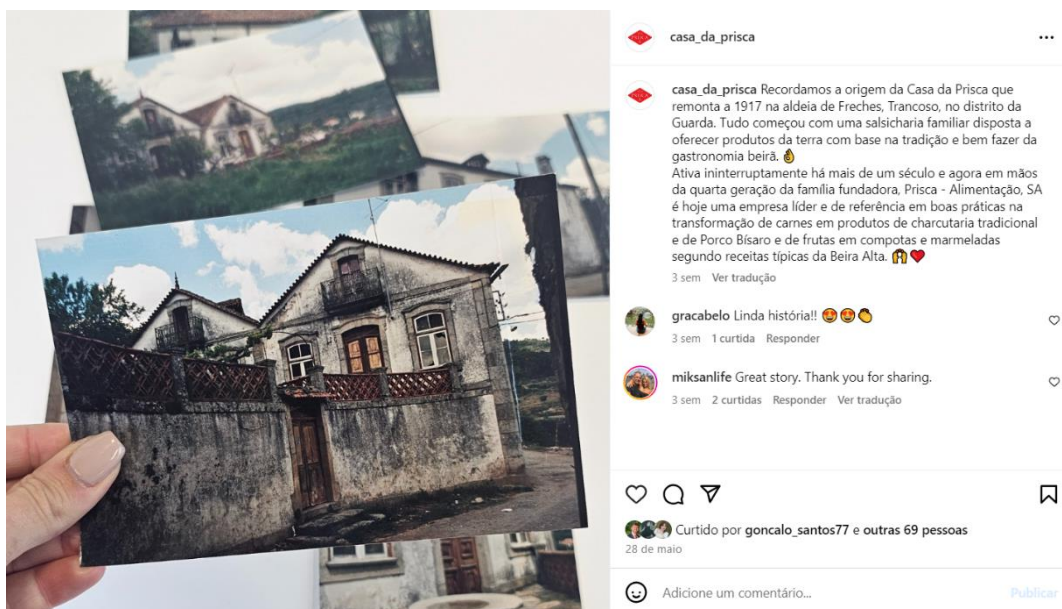 casa_da_prisca
casa_da_prisca Recordamos a origem da Casa da Prisca que
remonta a 1917 na aldeia de Freches, Trancoso, no distrito da
Guarda. Tudo começou com uma salsicharia familiar disposta a
oferecer produtos da terra com base na tradição e bem fazer da
gastronomia beirã. 👌
Ativa ininterruptamente há mais de um século e agora em mãos
da quarta geração da família fundadora, Prisca - Alimentação, SA
é hoje uma empresa líder e de referência em boas práticas na
transformação de carnes em produtos de charcutaria tradicional
e de Porco Bísaro e de frutas em compotas e marmeladas
segundo receitas típicas da Beira Alta. 🙌❤️
3 sem Ver tradução
gracabelo Linda história!! 😍😍👏
3 sem 1 curtida Responder
miksanlife Great story. Thank you for sharing.
3 sem 2 curtidas Responder Ver tradução
Curtido por goncalo_santos77 e outras 69 pessoas
28 de maio
Adicione um comentário...
Publicar